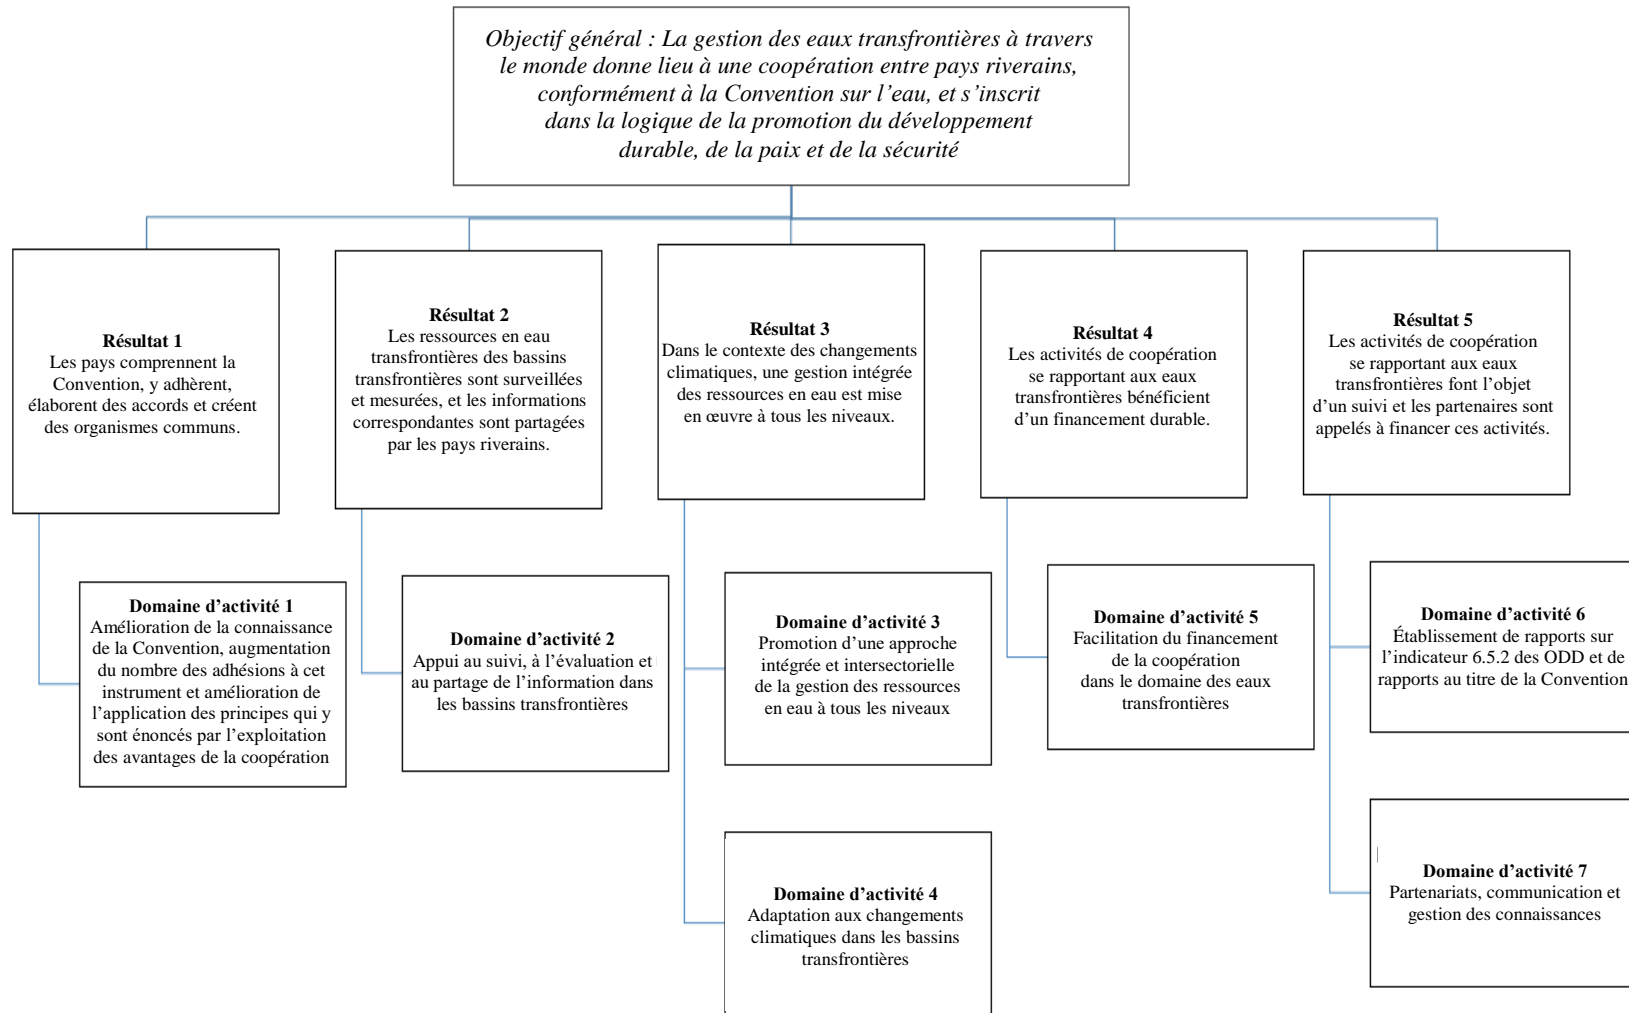 Objectif général : La gestion des eaux transfrontières à travers
le monde donne lieu à une coopération entre pays riverains,
conformément à la Convention sur l’eau, et s’inscrit
dans la logique de la promotion du développement
durable, de la paix et de la sécurité
Résultat 1
Les pays comprennent la
Convention, y adhèrent,
élaborent des accords et créent
des organismes communs.
Résultat 2
Les ressources en eau
transfrontières des bassins
transfrontières sont surveillées
et mesurées, et les informations
correspondantes sont partagées
par les pays riverains.
Résultat 3
Dans le contexte des changements
climatiques, une gestion intégrée
des ressources en eau est mise
en œuvre à tous les niveaux.
Résultat 4
Les activités de coopération
se rapportant aux eaux
transfrontières bénéficient
d’un financement durable.
Résultat 5
Les activités de coopération
se rapportant aux eaux
transfrontières font l’objet
d’un suivi et les partenaires sont
appelés à financer ces activités.
Domaine d’activité 1
Amélioration de la connaissance
de la Convention, augmentation
du nombre des adhésions à cet
instrument et amélioration de
l’application des principes qui y
sont énoncés par l’exploitation
des avantages de la coopération
Domaine d’activité 2
Appui au suivi, à l’évaluation et
au partage de l’information dans
les bassins transfrontières
Domaine d’activité 3
Promotion d’une approche
intégrée et intersectorielle
de la gestion des ressources
en eau à tous les niveaux
Domaine d’activité 5
Facilitation du financement
de la coopération
dans le domaine des eaux
transfrontières
Domaine d’activité 6
Établissement de rapports sur
l’indicateur 6.5.2 des ODD et de
rapports au titre de la Convention
Domaine d’activité 4
Adaptation aux changements
climatiques dans les bassins
transfrontières
Domaine d’activité 7
Partenariats, communication et
gestion des connaissances